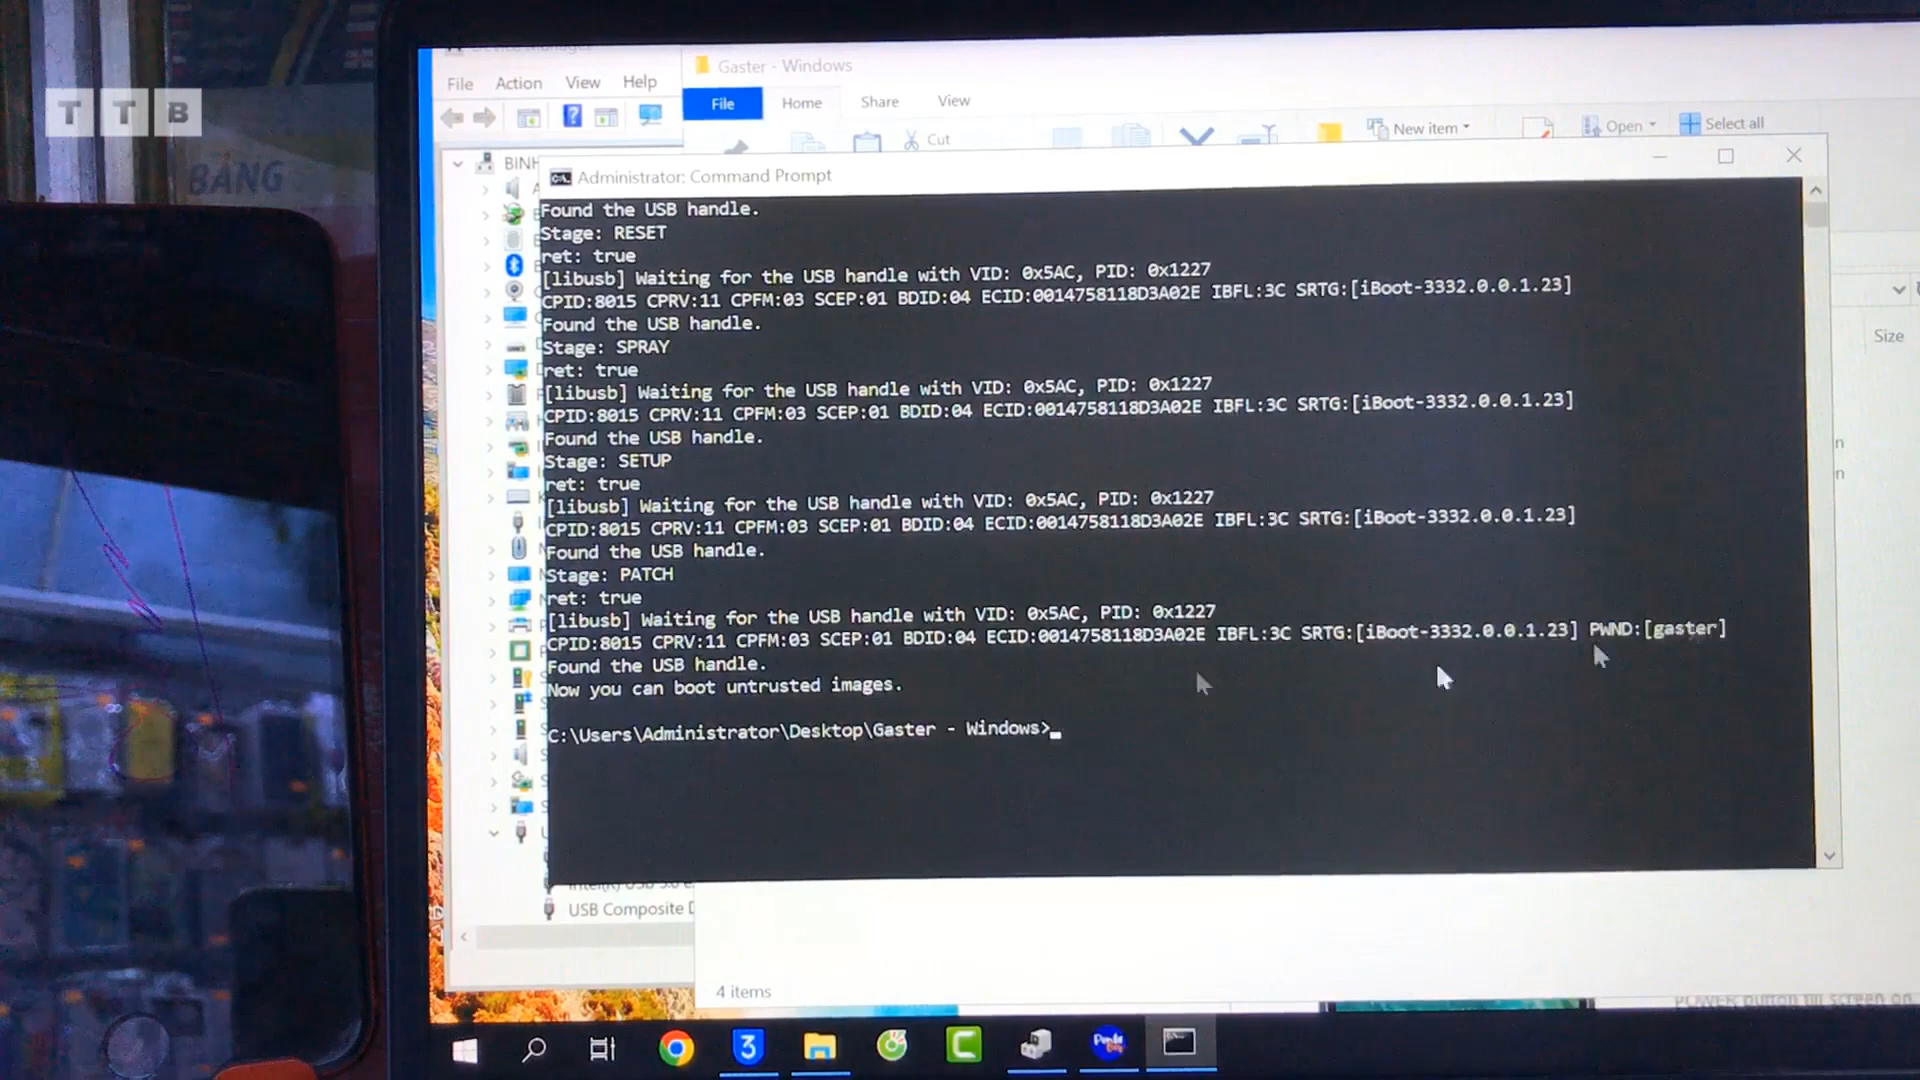 TTB
BẢNG
Device Manager
File Action View Help
Gaster - Windows
File Home Share View
Cut
New item
Open
Select all
BINH
Administrator: Command Prompt
Size
Found the USB handle.
Stage: RESET
ret: true
[libusb] Waiting for the USB handle with VID: 0x5AC, PID: 0x1227
CPID:8015 CPRV:11 CPFM:03 SCEP:01 BDID:04 ECID:0014758118D3A02E IBFL:3C SRTG:[iBoot-3332.0.0.1.23]
Found the USB handle.
Stage: SPRAY
ret: true
[libusb] Waiting for the USB handle with VID: 0x5AC, PID: 0x1227
CPID:8015 CPRV:11 CPFM:03 SCEP:01 BDID:04 ECID:0014758118D3A02E IBFL:3C SRTG:[iBoot-3332.0.0.1.23]
Found the USB handle.
Stage: SETUP
ret: true
[libusb] Waiting for the USB handle with VID: 0x5AC, PID: 0x1227
CPID:8015 CPRV:11 CPFM:03 SCEP:01 BDID:04 ECID:0014758118D3A02E IBFL:3C SRTG:[iBoot-3332.0.0.1.23]
Found the USB handle.
Stage: PATCH
ret: true
[libusb] Waiting for the USB handle with VID: 0x5AC, PID: 0x1227
CPID:8015 CPRV:11 CPFM:03 SCEP:01 BDID:04 ECID:0014758118D3A02E IBFL:3C SRTG:[iBoot-3332.0.0.1.23] PWND:[gaster]
Found the USB handle.
Now you can boot untrusted images.
C:\Users\Administrator\Desktop\Gaster - Windows>
USB Composite D
4 items
POWER button till screen on